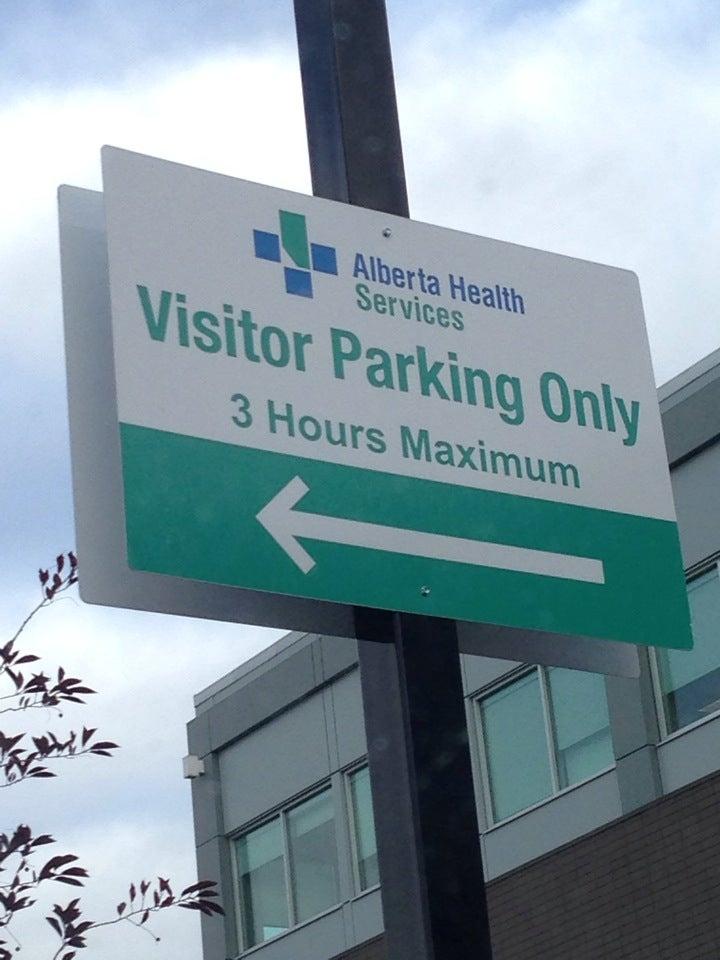 Alberta Health
Services
Visitor Parking Only
3 Hours Maximum